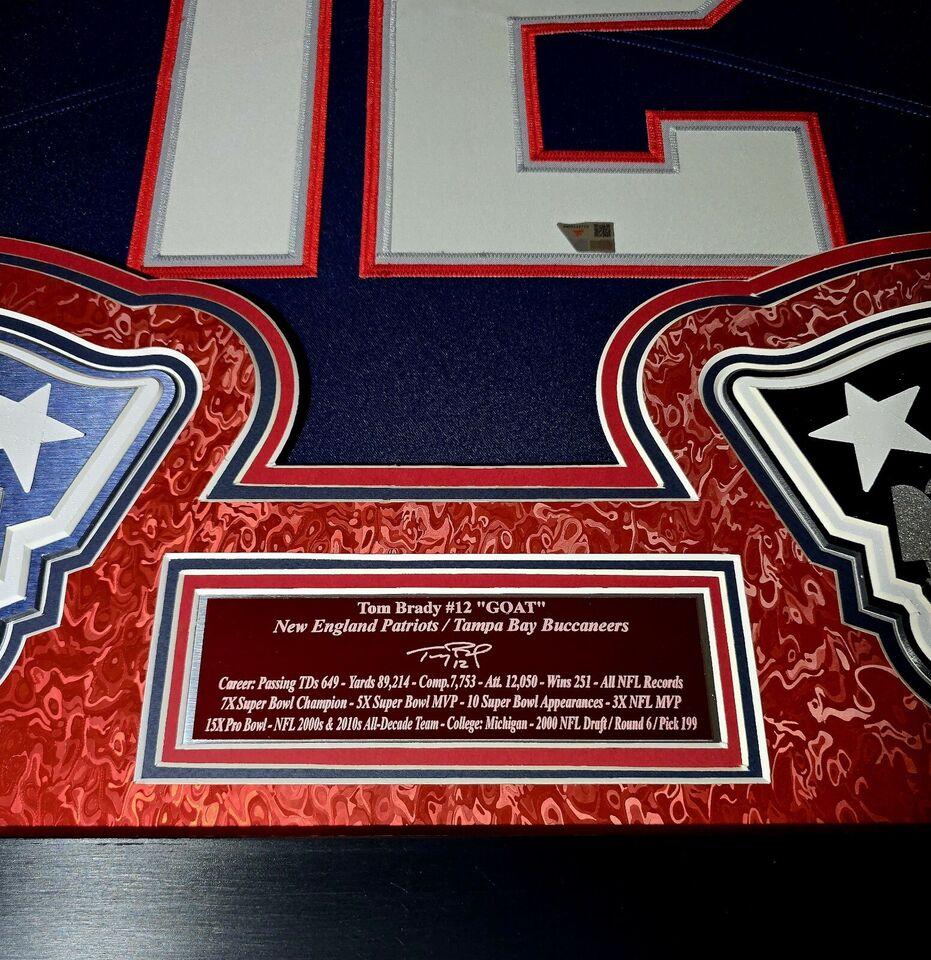 12
Tom Brady #12 "GOAT"
New England Patriots / Tampa Bay Buccaneers
Career: Passing TDs 649 - Yards 89,214 - Comp.7,753 - Att. 12,050 - Wins 251 - All NFL Records
7X Super Bowl Champion - 5X Super Bowl MVP - 10 Super Bowl Appearances - 3X NFL MVP
15X Pro Bowl - NFL 2000s & 2010s All-Decade Team - College: Michigan - 2000 NFL Draft / Round 6 / Pick 199